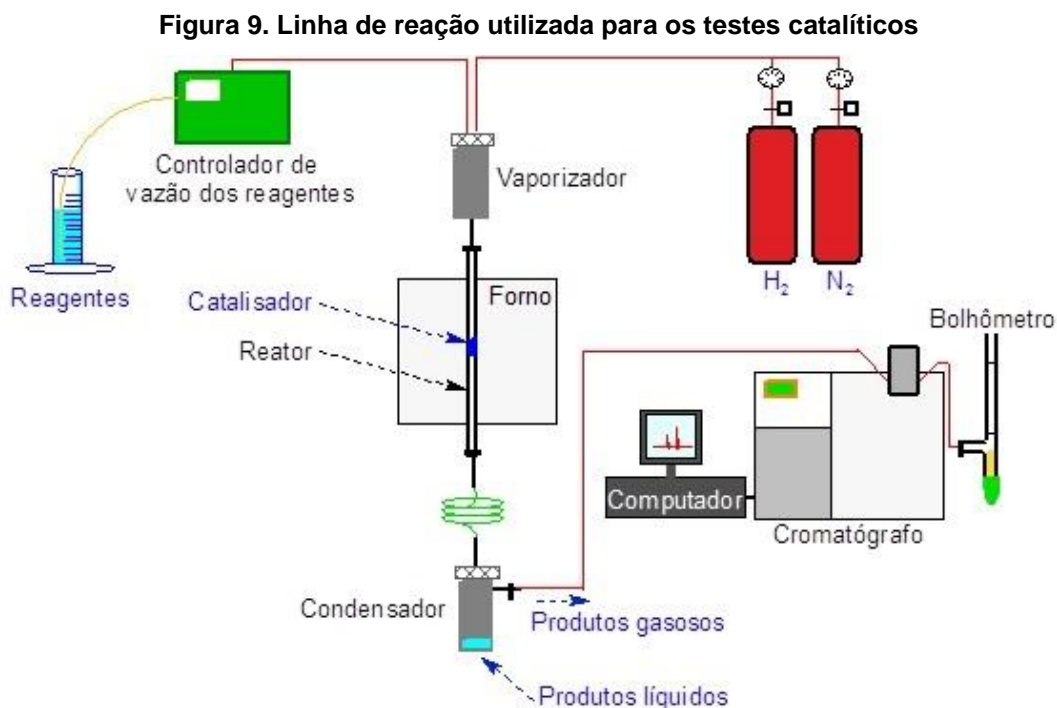 Figura 9. Linha de reação utilizada para os testes catalíticos
Controlador de
vazão dos reagentes
Vaporizador
Reagentes
H2
N2
Forno
Catalisador
Reator
Bolhômetro
Computador
Cromatógrafo
Condensador
Produtos gasosos
Produtos líquidos